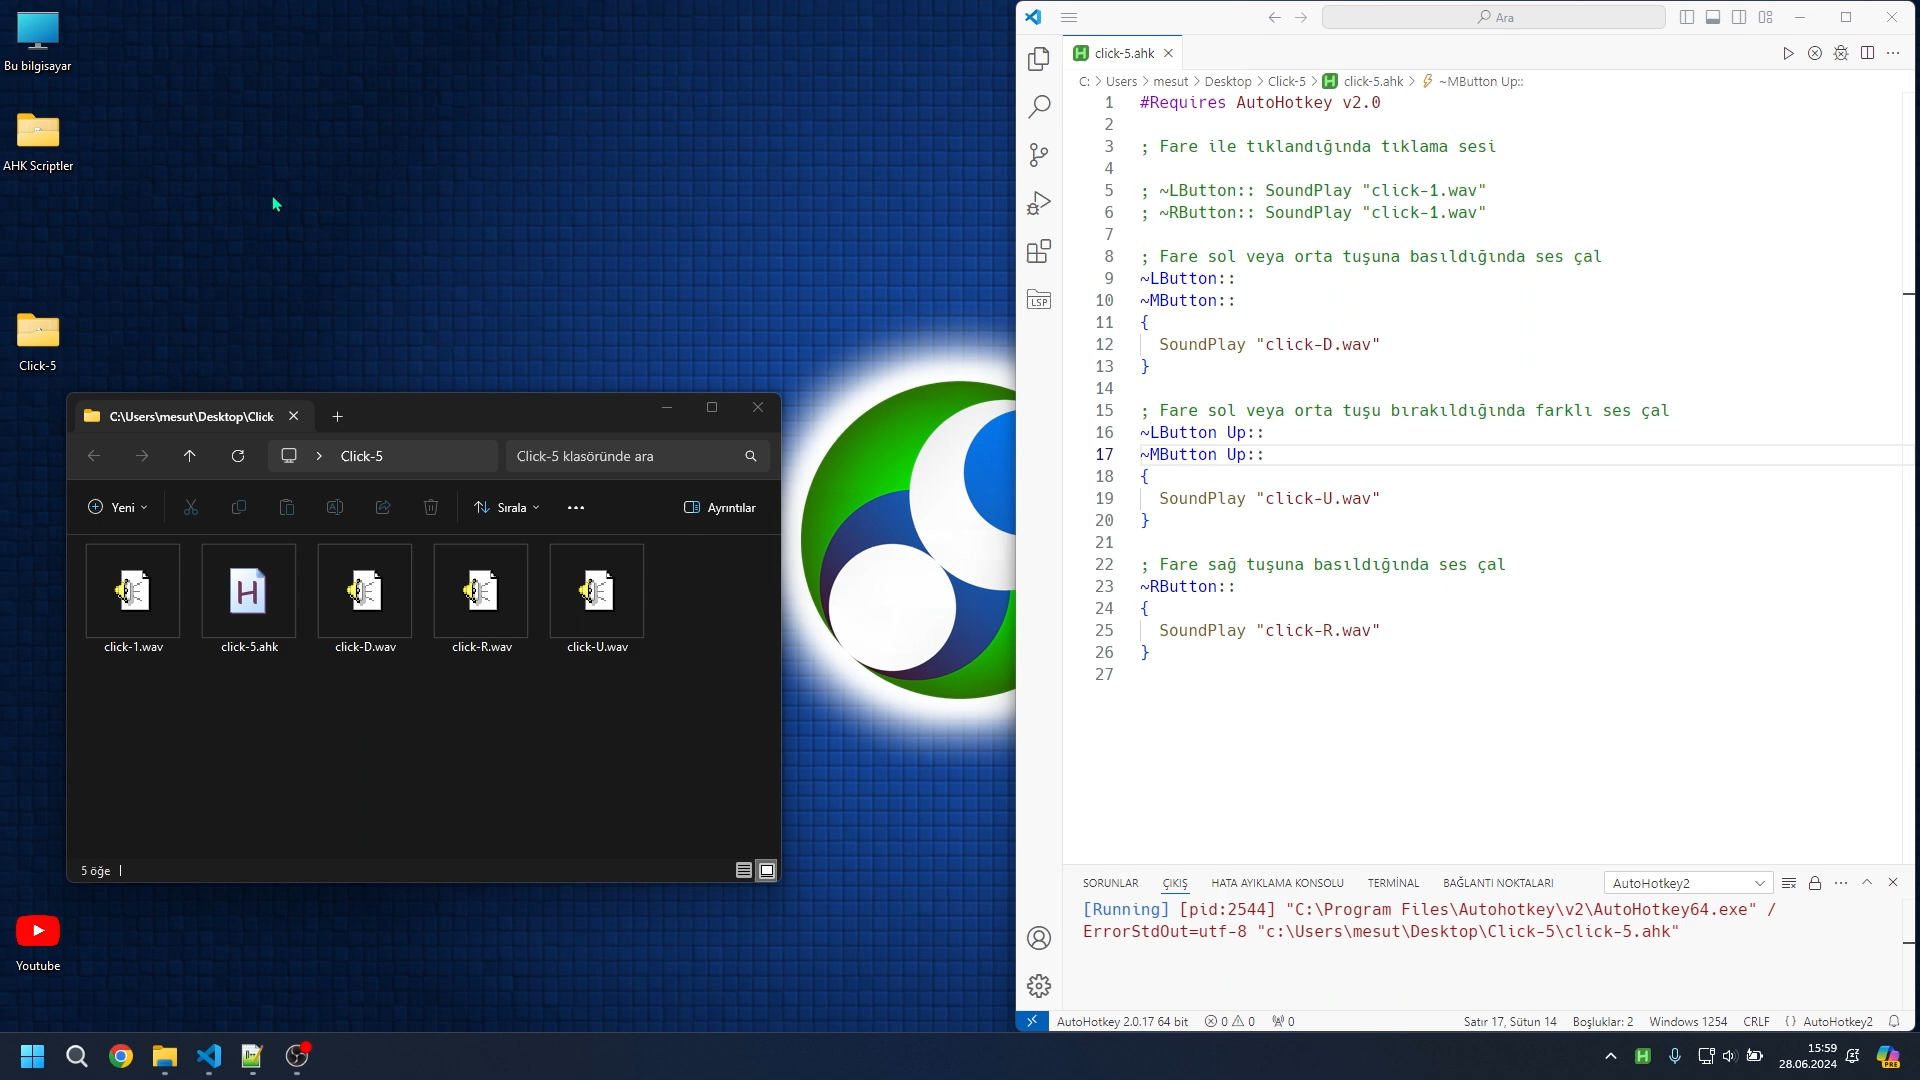 Bu bilgisayar
AHK Scriptler
Click-5
Youtube
C:\Users\mesut\Desktop\Click
Click-5
Click-5 klasöründe ara
Yeni
Sırala
Ayrıntılar
click-1.wav
click-5.ahk
click-D.wav
click-R.wav
click-U.wav
5 öğe
Ara
click-5.ahk
C: > Users > mesut > Desktop > Click-5 > click-5.ahk > ~MButton Up::
1 #Requires AutoHotkey v2.0
2
3 ; Fare ile tıklandığında tıklama sesi
4
5 ; ~LButton:: SoundPlay "click-1.wav"
6 ; ~RButton:: SoundPlay "click-1.wav"
7
8 ; Fare sol veya orta tuşuna basıldığında ses çal
9 ~LButton::
10 ~MButton::
11 {
12 SoundPlay "click-D.wav"
13 }
14
15 ; Fare sol veya orta tuşu bırakıldığında farklı ses çal
16 ~LButton Up::
17 ~MButton Up::
18 {
19 SoundPlay "click-U.wav"
20 }
21
22 ; Fare sağ tuşuna basıldığında ses çal
23 ~RButton::
24 {
25 SoundPlay "click-R.wav"
26 }
27
LSP
SORUNLAR ÇIKIŞ HATA AYIKLAMA KONSOLU TERMİNAL BAĞLANTI NOKTALARI AutoHotkey2
[Running] [pid:2544] "C:\Program Files\Autohotkey\v2\AutoHotkey64.exe" /
ErrorStdOut=utf-8 "c:\Users\mesut\Desktop\Click-5\click-5.ahk"
AutoHotkey 2.0.17 64 bit 0 0 0 Satır 17, Sütun 14 Boşluklar: 2 Windows 1254 CRLF {} AutoHotkey2
15:59
28.06.2024
PRE